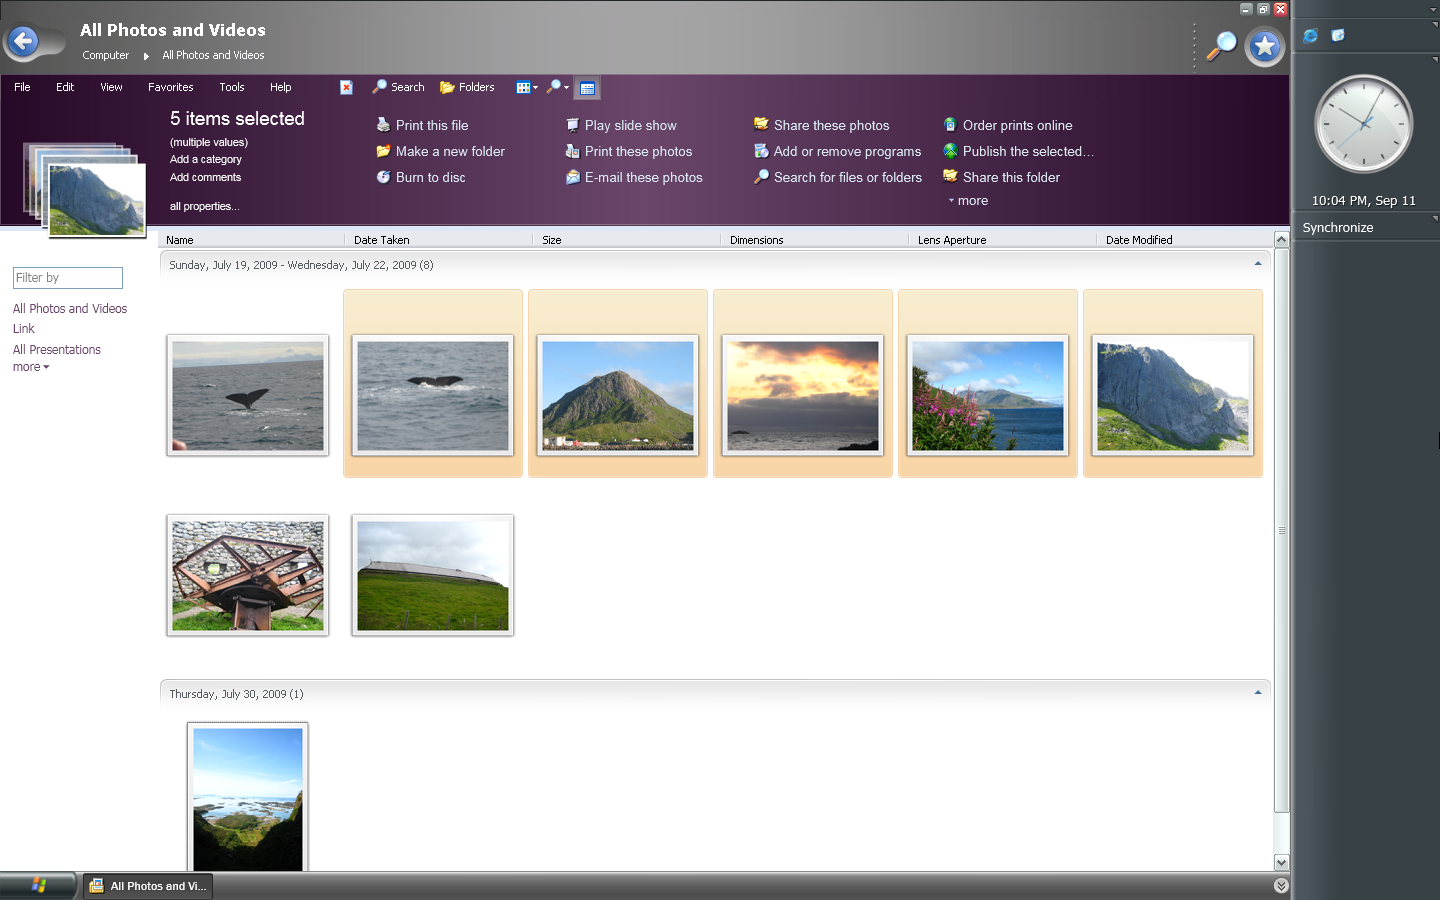 All Photos and Videos
Computer All Photos and Videos
File Edit View Favorites Tools Help Search Folders
5 items selected
(multiple values)
Add a category
Add comments
all properties...
Print this file Play slide show Share these photos Order prints online
Make a new folder Print these photos Add or remove programs Publish the selected...
Burn to disc E-mail these photos Search for files or folders Share this folder
more
10:04 PM, Sep 11
Synchronize
Name Date Taken Size Dimensions Lens Aperture Date Modified
Sunday, July 19, 2009 - Wednesday, July 22, 2009 (8)
Filter by
All Photos and Videos
Link
All Presentations
more
Thursday, July 30, 2009 (1)
All Photos and Vi...